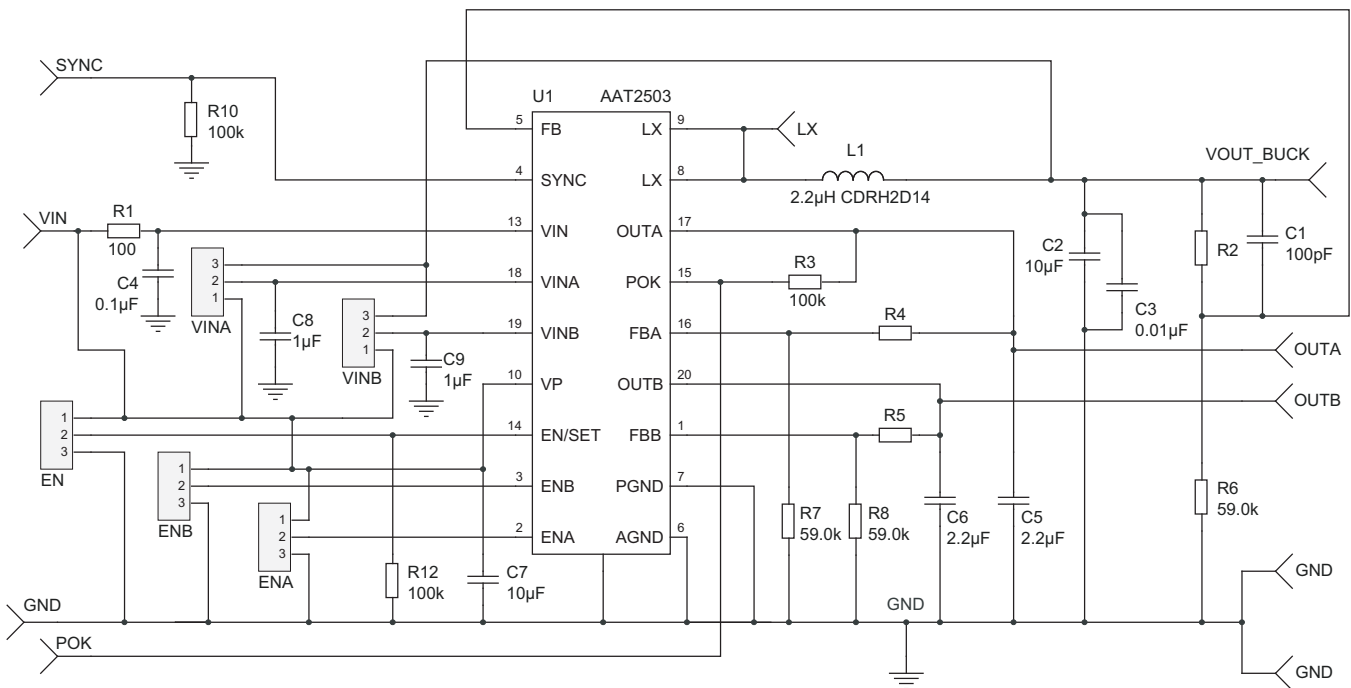 SYNC
R10
100k
U1
AAT2503
5
FB
LX
9
LX
L1
2.2µH CDRH2D14
VOUT_BUCK
4
SYNC
LX
8
VIN
R1
100
13
VIN
OUTA
17
C4
0.1µF
3
2
1
VINA
18
VINA
POK
15
R3
100k
C2
10µF
R2
C1
100pF
C3
0.01µF
C8
1µF
3
2
1
VINB
19
VINB
FBA
16
R4
OUTA
C9
1µF
10
VP
OUTB
20
OUTB
1
2
3
EN
14
EN/SET
FBB
1
R5
1
2
3
ENB
3
ENB
PGND
7
R7
59.0k
R8
59.0k
C6
2.2µF
C5
2.2µF
R6
59.0k
1
2
3
ENA
2
ENA
AGND
6
R12
100k
C7
10µF
GND
GND
GND
POK
GND